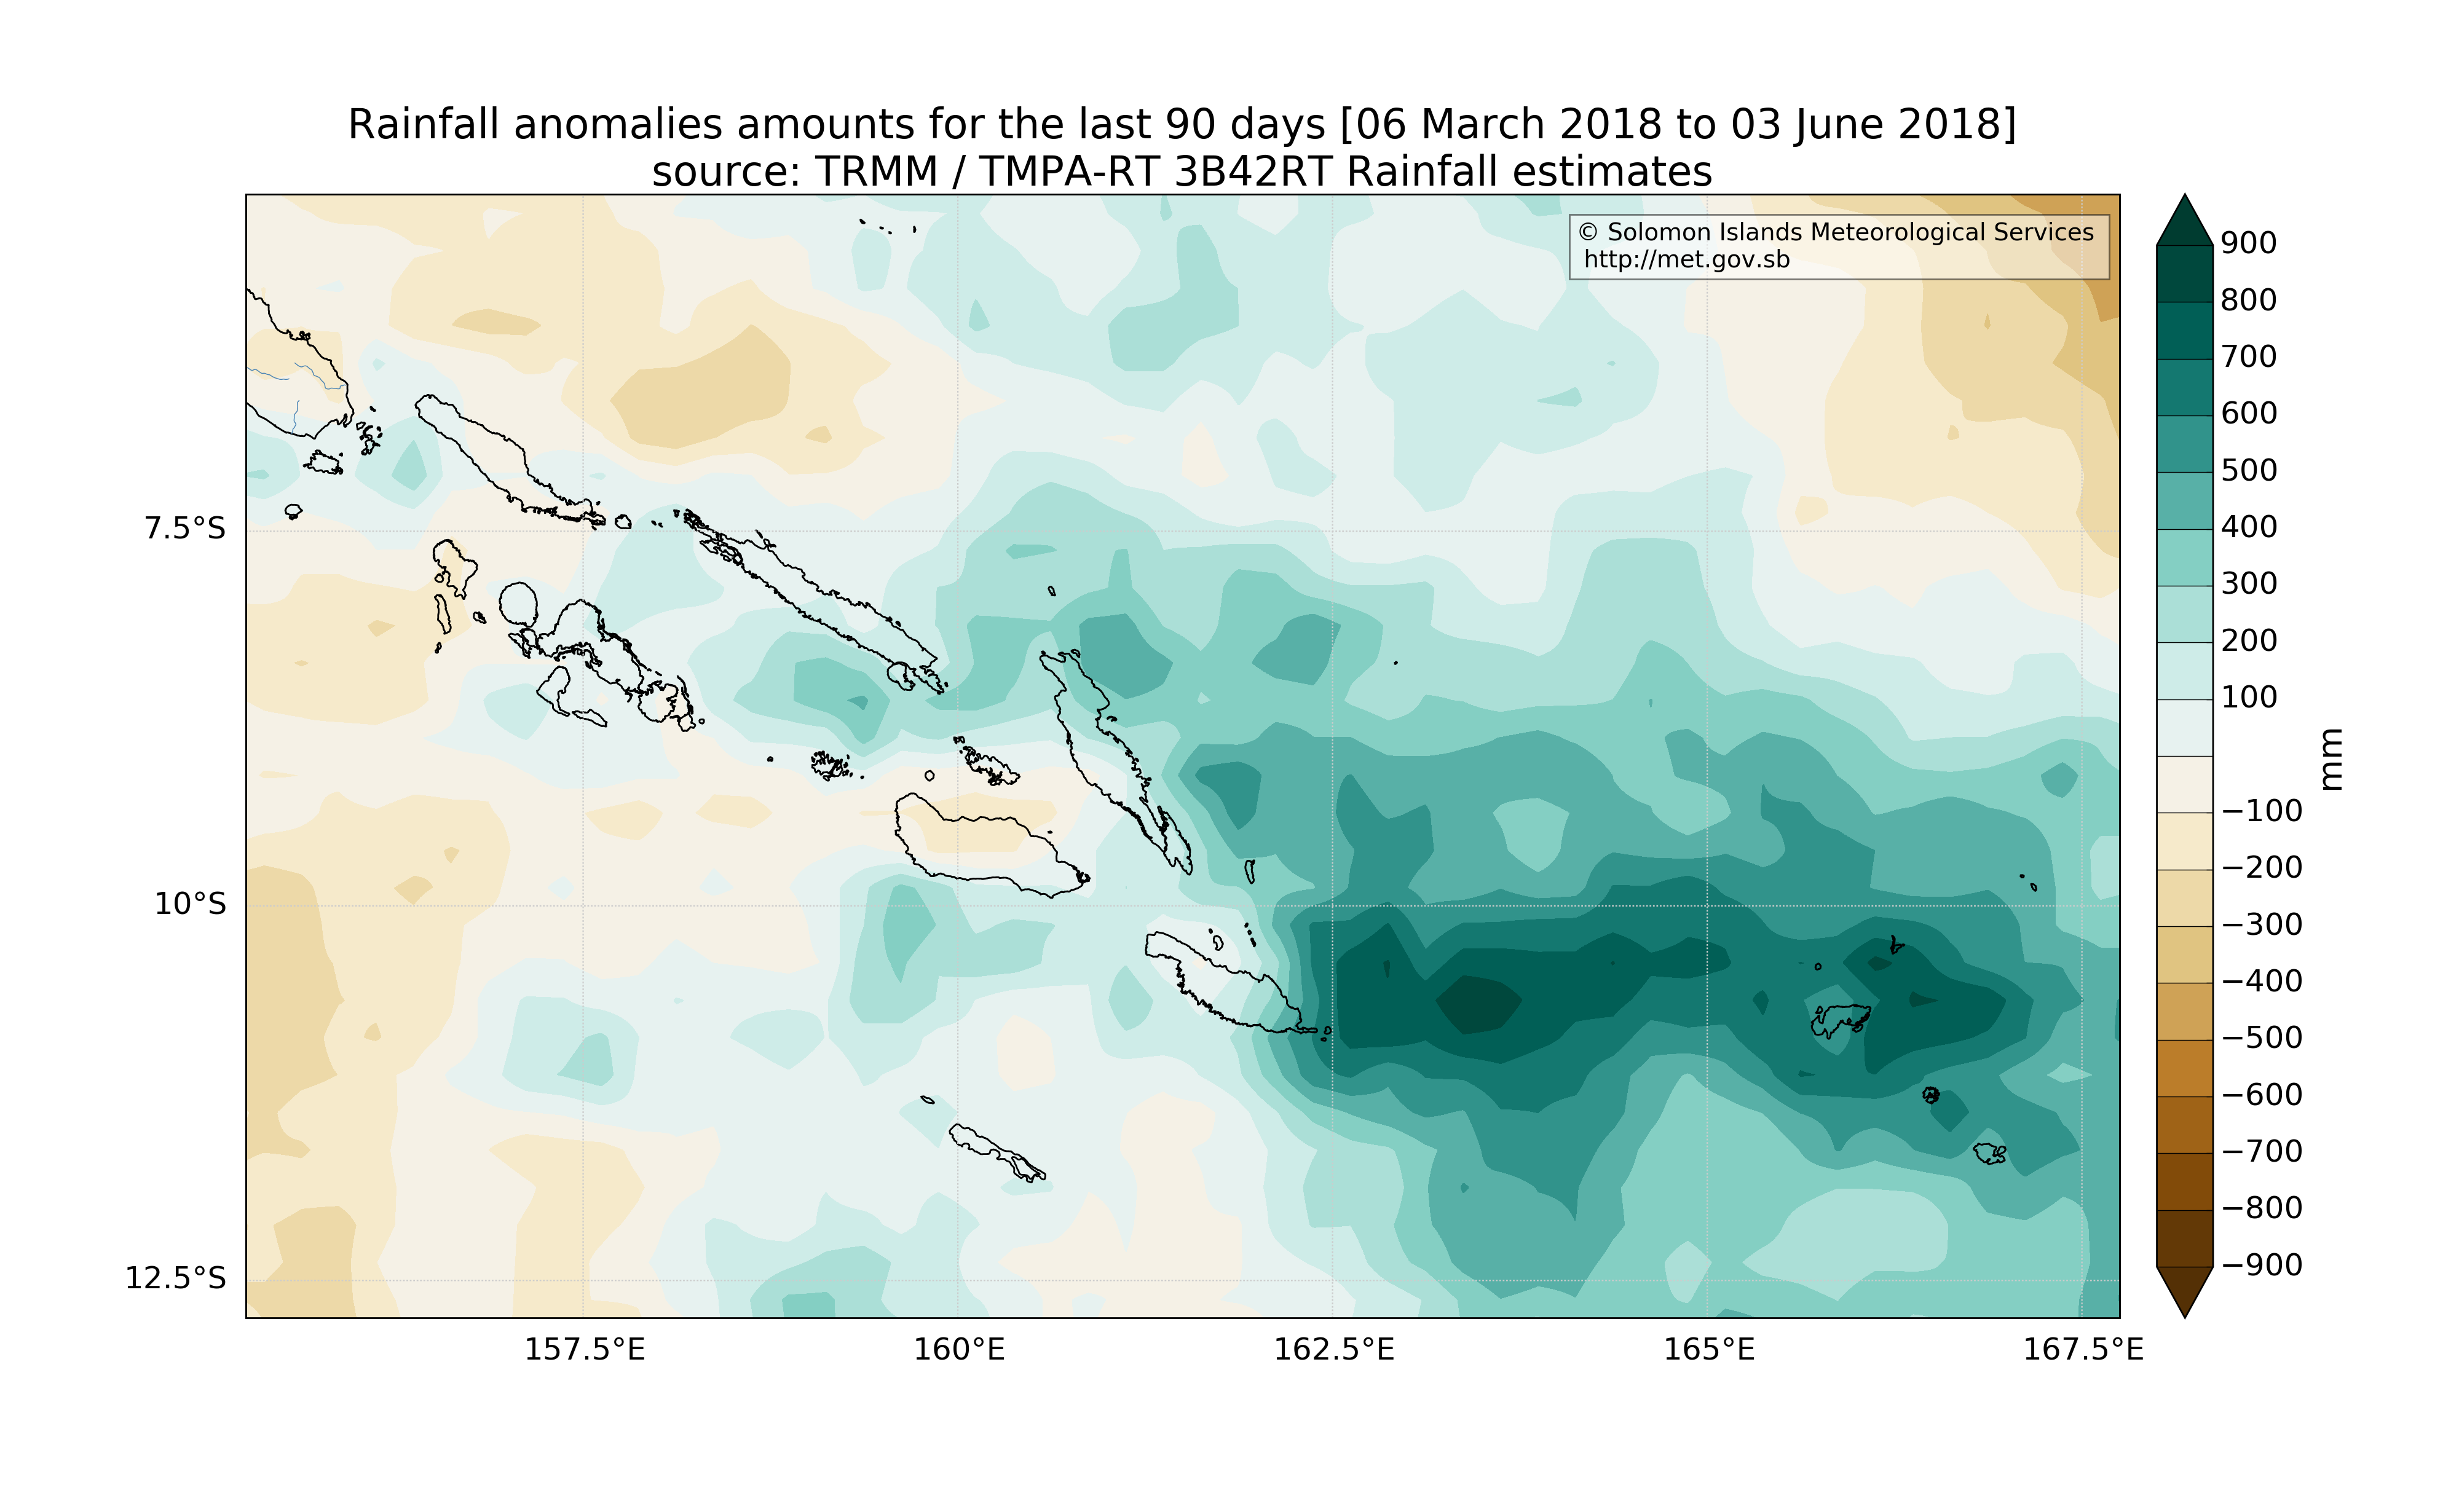 Rainfall anomalies amounts for the last 90 days [06 March 2018 to 03 June 2018]
source: TRMM / TMPA-RT 3B42RT Rainfall estimates
© Solomon Islands Meteorological Services
http://met.gov.sb
7.5°S
10°S
12.5°S
157.5°E
160°E
162.5°E
165°E
167.5°E
900
800
700
600
500
400
300
200
100
−100
−200
−300
−400
−500
−600
−700
−800
−900
mm